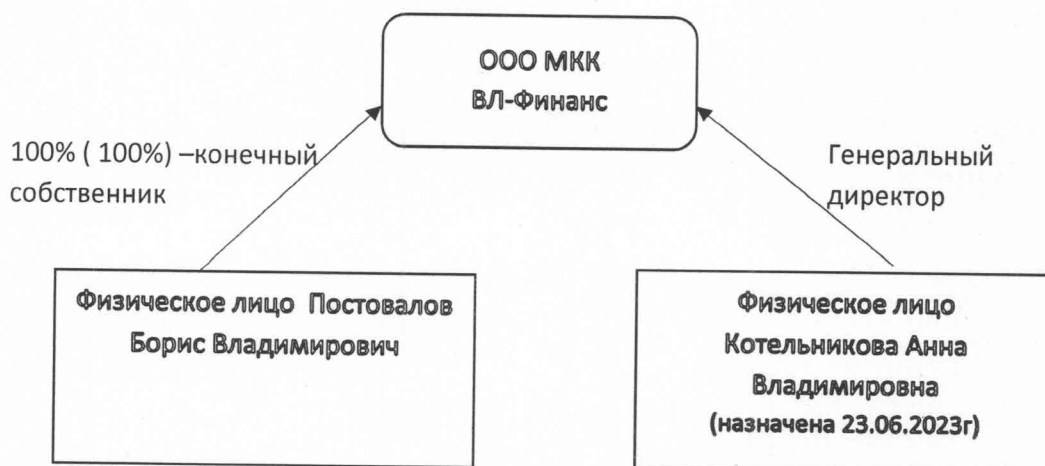 ООО МКК
ВЛ-Финанс
100% ( 100%) –конечный
собственник
Генеральный
директор
Физическое лицо Постовалов
Борис Владимирович
Физическое лицо
Котельникова Анна
Владимировна
(назначена 23.06.2023г)